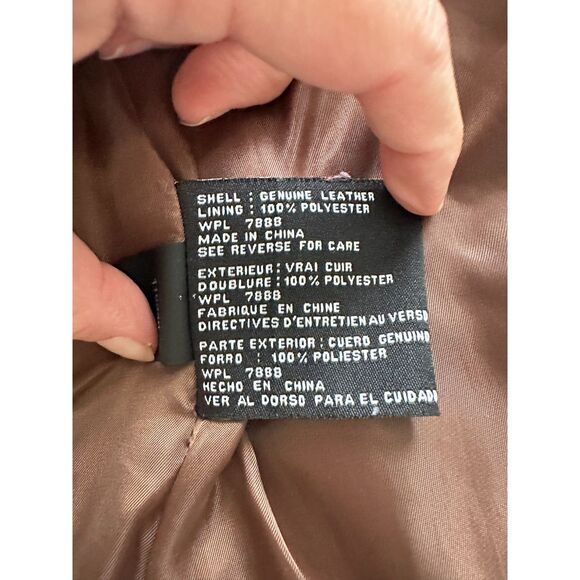 SHELL : GENUINE LEATHER
LINING : 100% POLYESTER
WPL 7888
MADE IN CHINA
SEE REVERSE FOR CARE
EXTERIEUR : VRAI CUIR
DOUBLURE : 100% POLYESTER
WPL 7888
FABRIQUE EN CHINE
DIRECTIVES D'ENTRETIEN AU VERSO
PARTE EXTERIOR : CUERO GENUINO
FORRO : 100% POLIESTER
WPL 7888
HECHO EN CHINA
VER AL DORSO PARA EL CUIDAD